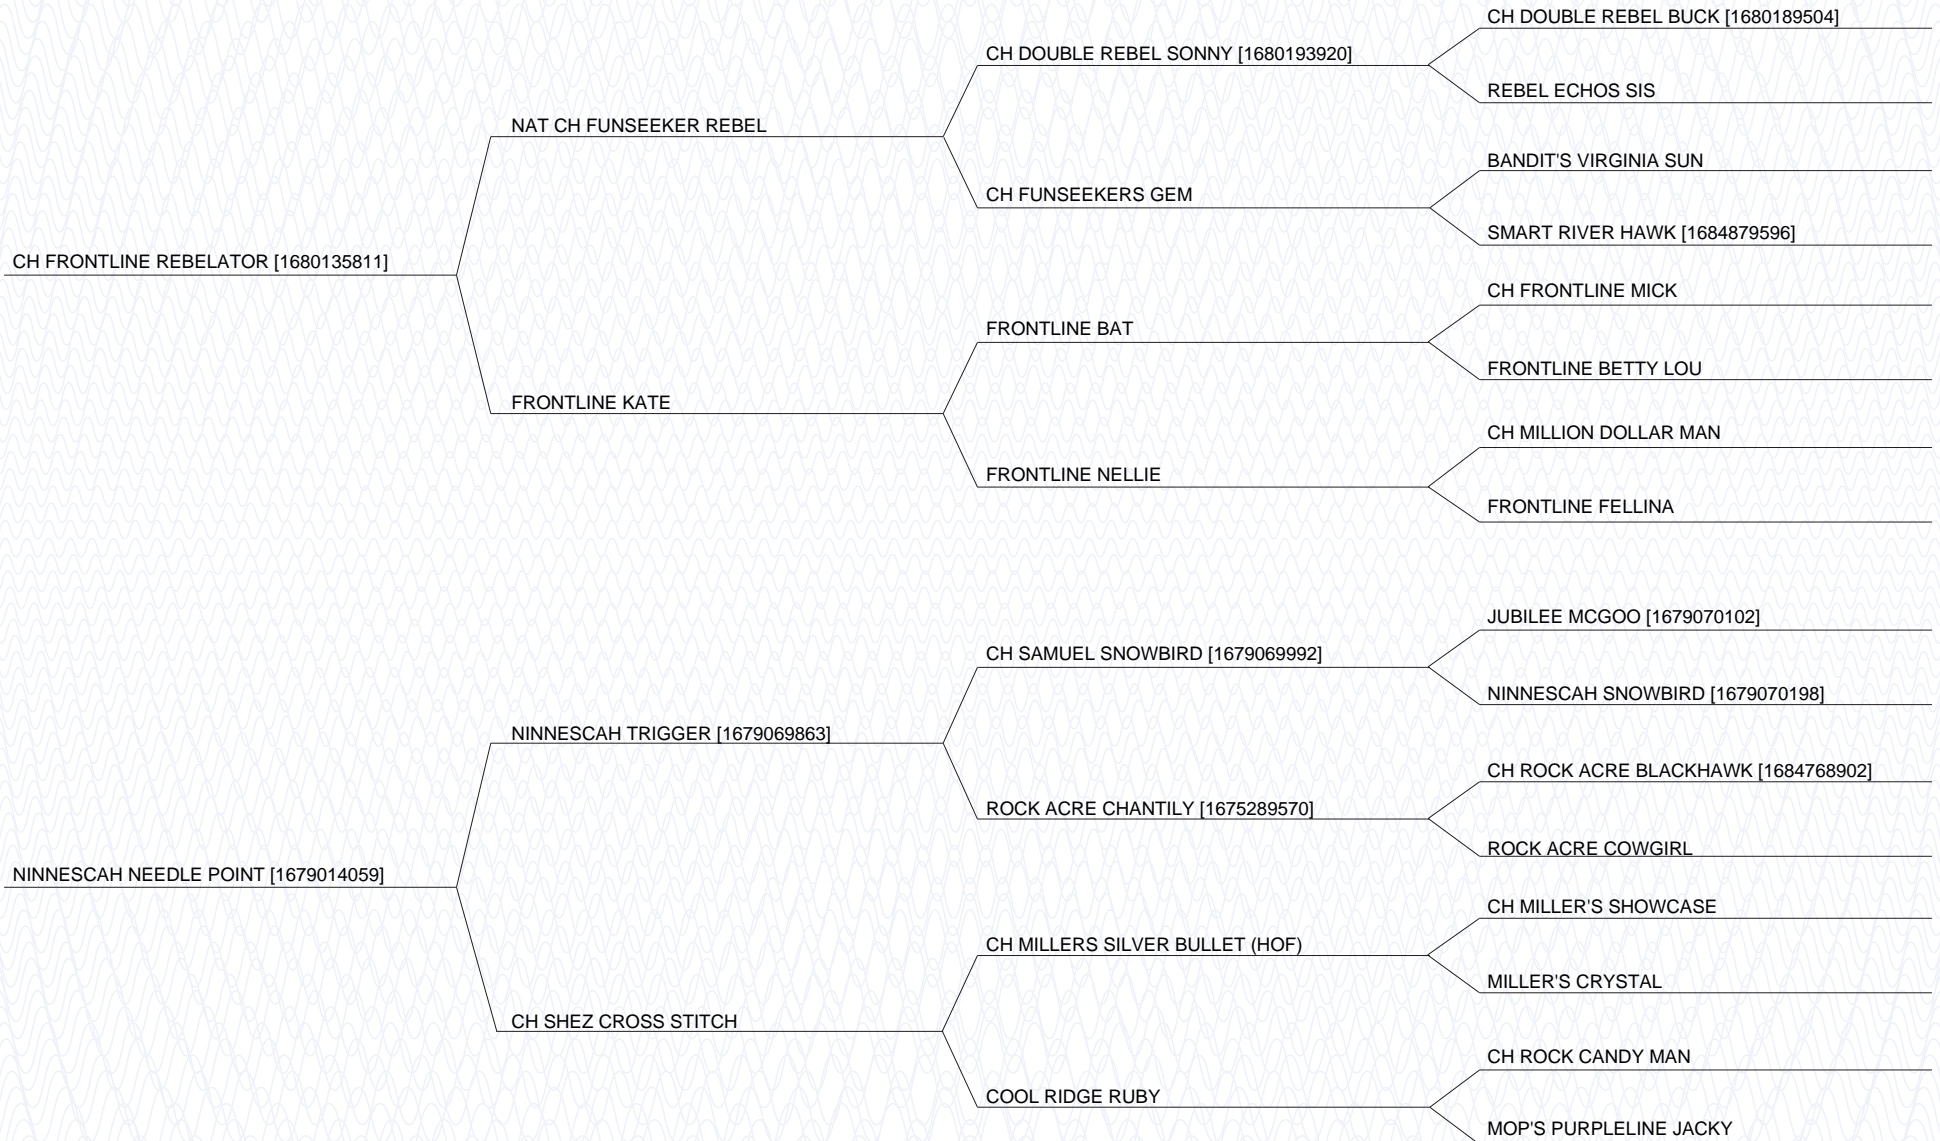 CH DOUBLE REBEL BUCK [1680189504]
CH DOUBLE REBEL SONNY [1680193920]
REBEL ECHOS SIS
NAT CH FUNSEEKER REBEL
BANDIT'S VIRGINIA SUN
CH FUNSEEKERS GEM
SMART RIVER HAWK [1684879596]
CH FRONTLINE REBELATOR [1680135811]
CH FRONTLINE MICK
FRONTLINE BAT
FRONTLINE BETTY LOU
FRONTLINE KATE
CH MILLION DOLLAR MAN
FRONTLINE NELLIE
FRONTLINE FELLINA
JUBILEE MCGOO [1679070102]
CH SAMUEL SNOWBIRD [1679069992]
NINNESCAH SNOWBIRD [1679070198]
NINNESCAH TRIGGER [1679069863]
CH ROCK ACRE BLACKHAWK [1684768902]
ROCK ACRE CHANTILY [1675289570]
ROCK ACRE COWGIRL
NINNESCAH NEEDLE POINT [1679014059]
CH MILLER'S SHOWCASE
CH MILLERS SILVER BULLET (HOF)
MILLER'S CRYSTAL
CH SHEZ CROSS STITCH
CH ROCK CANDY MAN
COOL RIDGE RUBY
MOP'S PURPLELINE JACKY